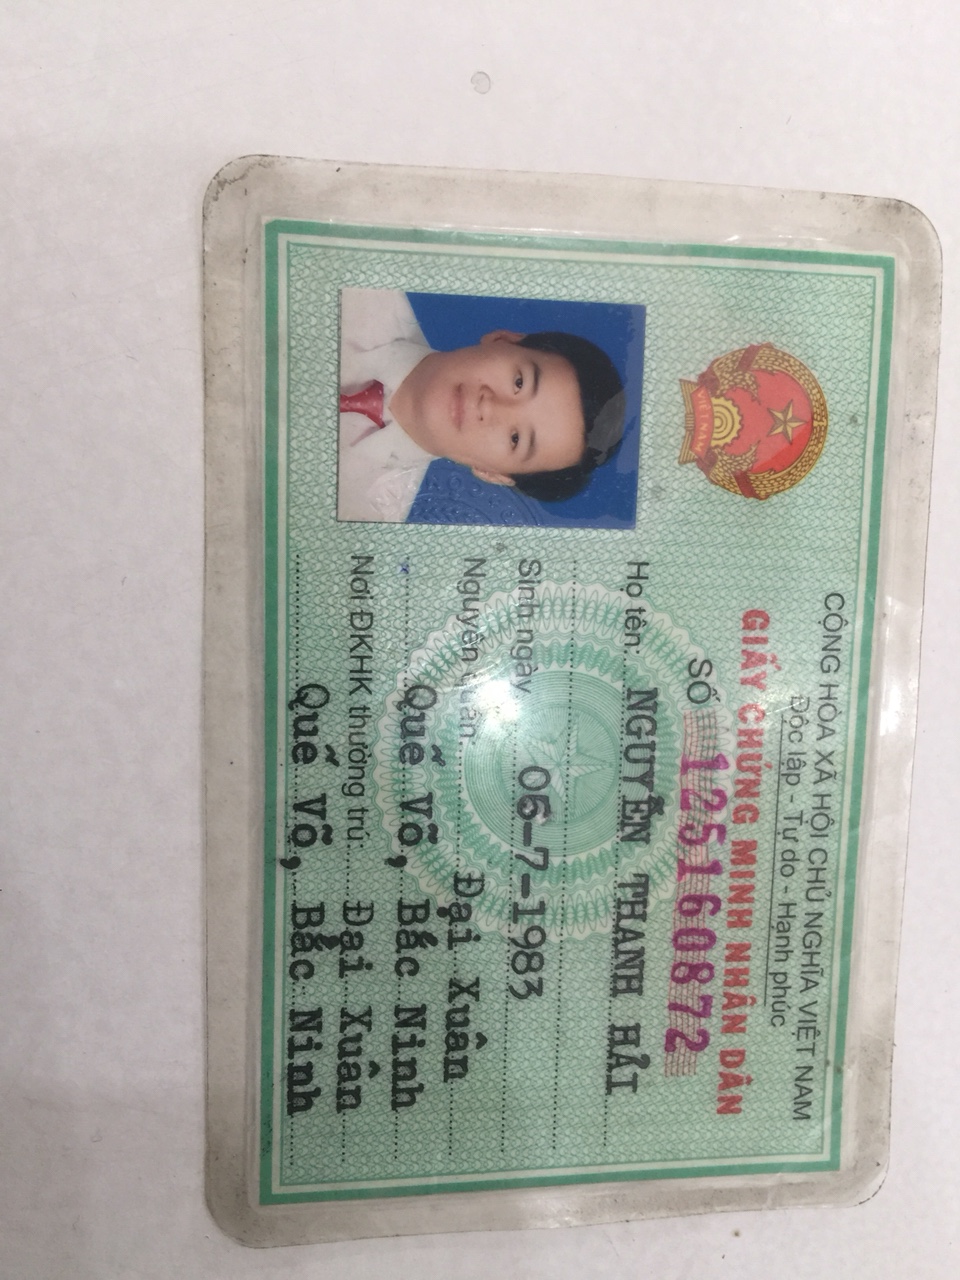 CỘNG HÒA XÃ HỘI CHỦ NGHĨA VIỆT NAM
Độc lập - Tự do - Hạnh phúc
GIẤY CHỨNG MINH NHÂN DÂN
SỐ 125160872
Họ tên: NGUYỄN THANH HẢI
Sinh ngày 06-7-1983
Nguyên quán: Đại Xuân
Quế Võ, Bắc Ninh
Nơi ĐKHK thường trú: Đại Xuân
Quế Võ, Bắc Ninh
VIỆT NAM